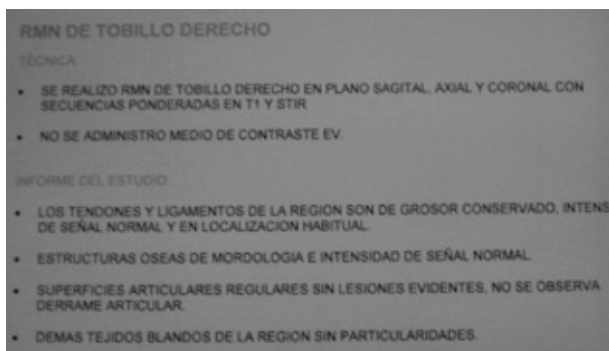 RMN DE TOBILLO DERECHO
TECNICA
• SE REALIZO RMN DE TOBILLO DERECHO EN PLANO SAGITAL, AXIAL Y CORONAL CON
SECUENCIAS PONDERADAS EN T1 Y STIR
• NO SE ADMINISTRO MEDIO DE CONTRASTE EV.
INFORME DEL ESTUDIO
• LOS TENDONES Y LIGAMENTOS DE LA REGION SON DE GROSOR CONSERVADO, INTENS
DE SEÑAL NORMAL Y EN LOCALIZACION HABITUAL.
• ESTRUCTURAS OSEAS DE MORDOLOGIA E INTENSIDAD DE SEÑAL NORMAL.
• SUPERFICIES ARTICULARES REGULARES SIN LESIONES EVIDENTES, NO SE OBSERVA
DERRAME ARTICULAR.
• DEMAS TEJIDOS BLANDOS DE LA REGION SIN PARTICULARIDADES.